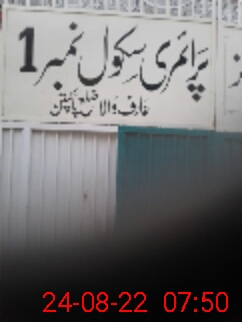 پرائمری سکول نمبر 1
عارف والا ضلع پاکپتن
24-08-22 07:50